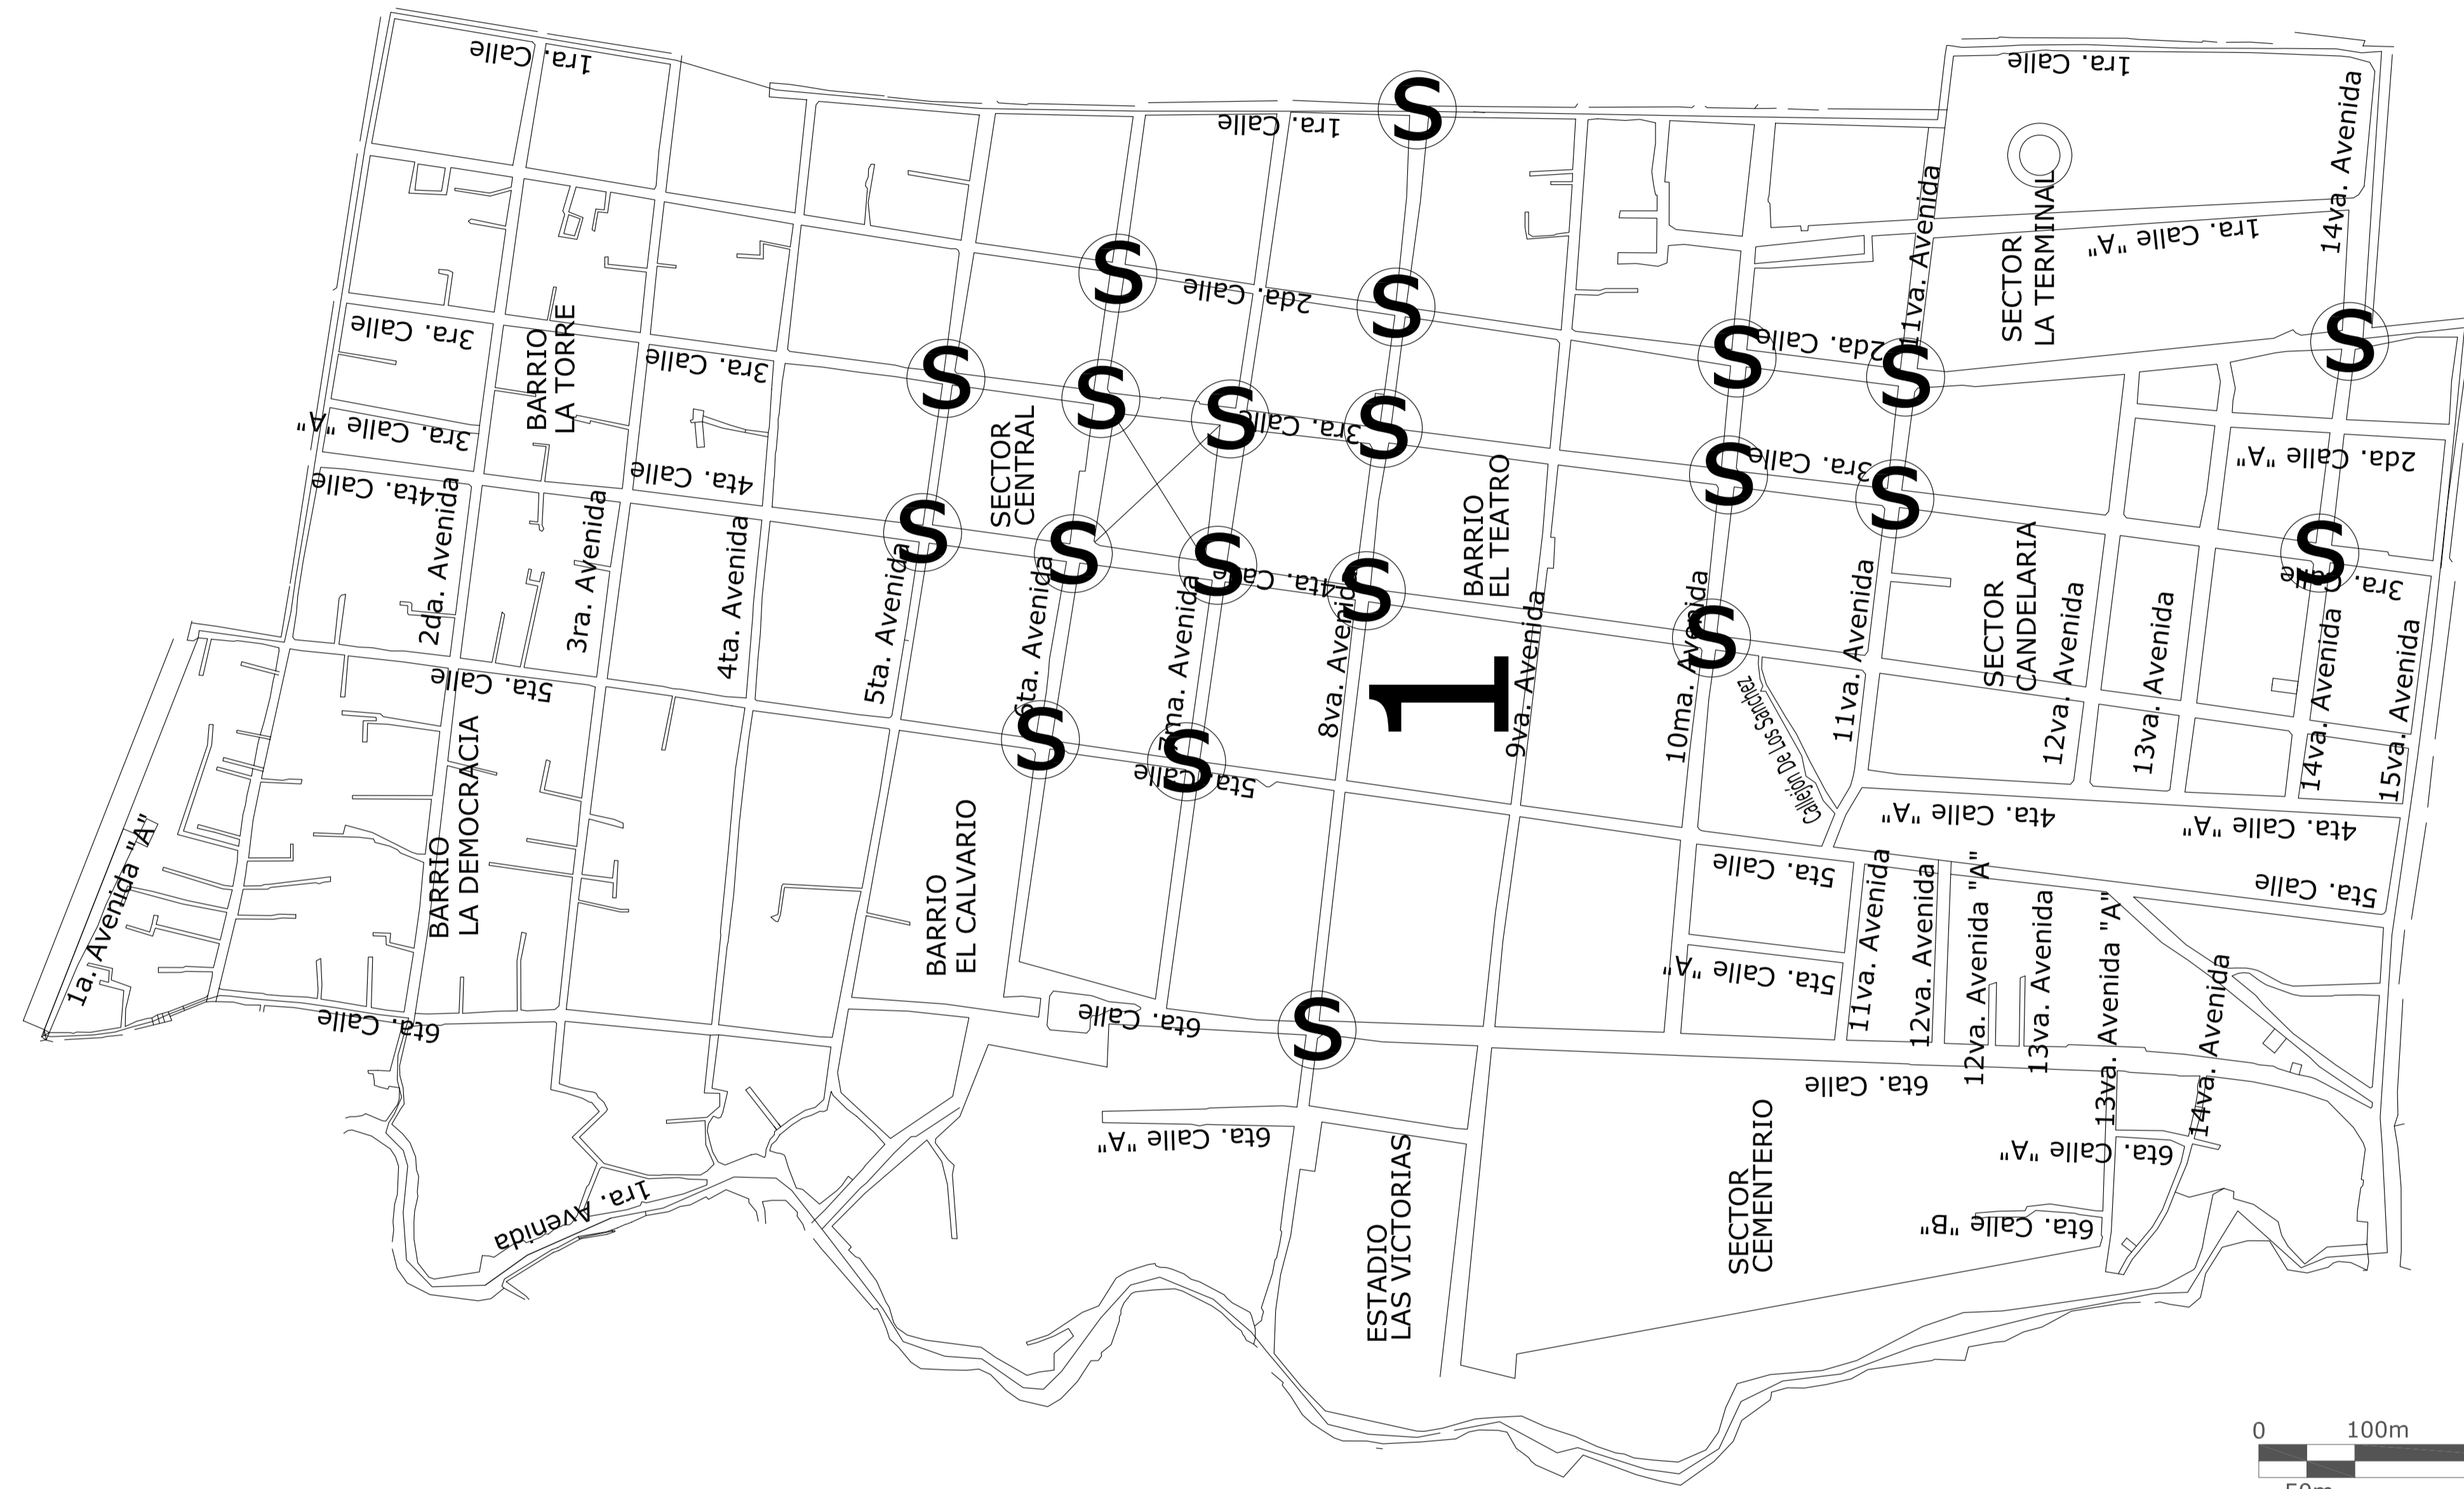 1ra. Calle
1ra. Calle
1ra. Calle
14va. Avenida
S
11va. Avenida
SECTOR
LA TERMINAL
1ra. Calle "A"
S
2da. Calle
S
3ra. Calle
BARRIO
LA TORRE
3ra. Calle
S
S
S
3ra. Calle
S
S
2da. Calle
S
S
3ra. Calle "A"
4ta. Calle
2da. Avenida
4ta. Calle
3ra. Avenida
4ta. Avenida
SECTOR
CENTRAL
S
5ta. Avenida
S
6ta. Avenida
S
4ta. Calle
7ma. Avenida
S
8va. Avenida
BARRIO
EL TEATRO
1
9va. Avenida
S
3ra. Calle
S
S
10ma. Avenida
11va. Avenida
Callejón De Los Sanchez
SECTOR
CANDELARIA
12va. Avenida
13va. Avenida
2da. Calle "A"
S
3ra. Calle
14va. Avenida
15va. Avenida
5ta. Calle
BARRIO
LA DEMOCRACIA
1a. Avenida "A"
BARRIO
EL CALVARIO
S
S
5ta. Calle
4ta. Calle "A"
4ta. Calle "A"
5ta. Calle
5ta. Calle
5ta. Calle "A"
11va. Avenida
12va. Avenida
12va. Avenida "A"
13va. Avenida
13va. Avenida "A"
14va. Avenida
6ta. Calle
6ta. Calle
S
6ta. Calle
6ta. Calle "A"
6ta. Calle "A"
6ta. Calle "B"
1ra. Avenida
ESTADIO
LAS VICTORIAS
SECTOR
CEMENTERIO
0 100m
50m